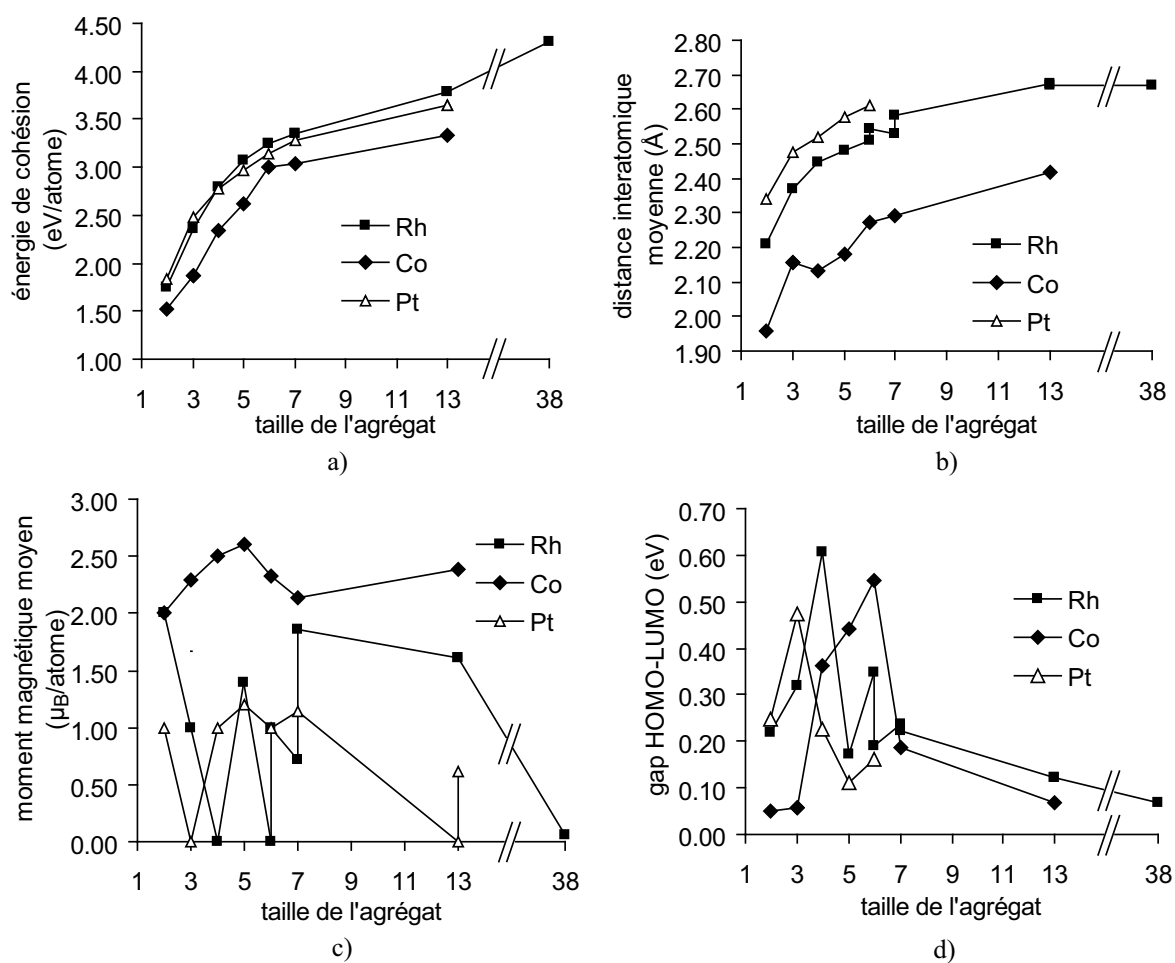 énergie de cohésion
(eV/atome)
4.50
4.00
3.50
3.00
2.50
2.00
1.50
1.00
Rh
Co
Pt
1 3 5 7 9 11 13 38
taille de l'agrégat
a)
distance interatomique
moyenne (Å)
2.80
2.70
2.60
2.50
2.40
2.30
2.20
2.10
2.00
1.90
Rh
Co
Pt
1 3 5 7 9 11 13 38
taille de l'agrégat
b)
moment magnétique moyen
(µB/atome)
3.00
2.50
2.00
1.50
1.00
0.50
0.00
Rh
Co
Pt
1 3 5 7 9 11 13 38
taille de l'agrégat
c)
gap HOMO-LUMO (eV)
0.70
0.60
0.50
0.40
0.30
0.20
0.10
0.00
Rh
Co
Pt
1 3 5 7 9 11 13 38
taille de l'agrégat
d)